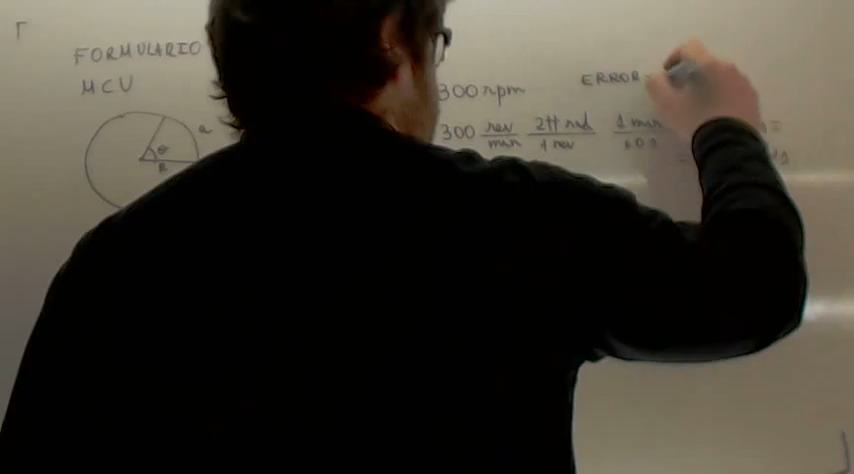 FORMULARIO
MCU
a
θ
R
300 rpm
ERROR
300 rev/min 2π rad/1 rev 1 min/60 s =
=